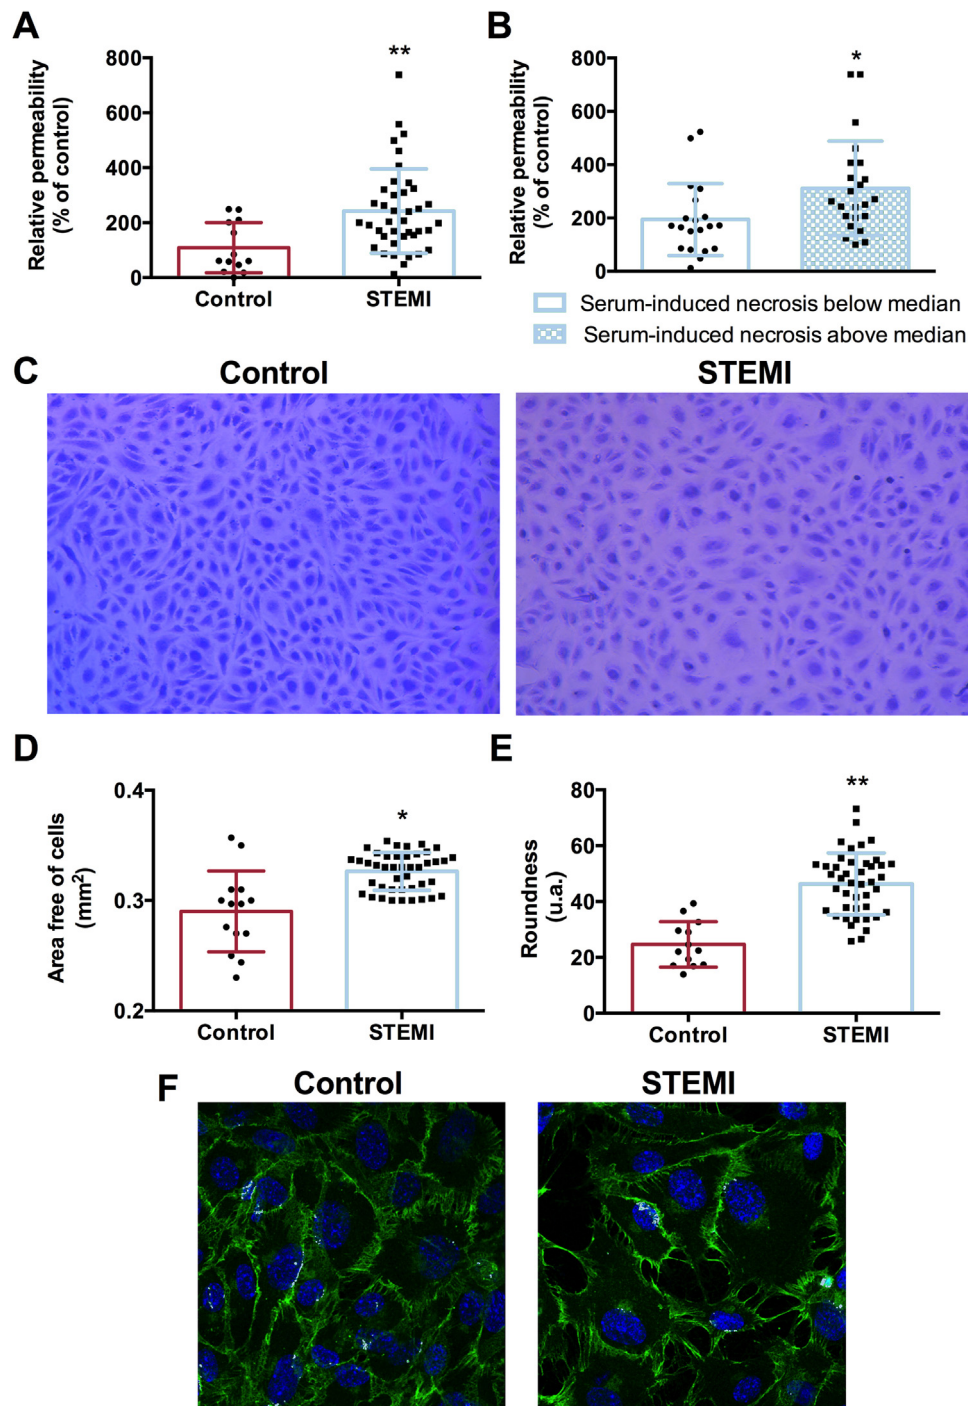 A
Relative permeability
(% of control)
800
600
400
200
0
**
Control
STEMI
B
Relative permeability
(% of control)
800
600
400
200
0
*
Serum-induced necrosis below median
Serum-induced necrosis above median
C
Control
STEMI
D
Area free of cells
(mm²)
0.4
0.3
0.2
*
Control
STEMI
E
Roundness
(u.a.)
80
60
40
20
0
**
Control
STEMI
F
Control
STEMI